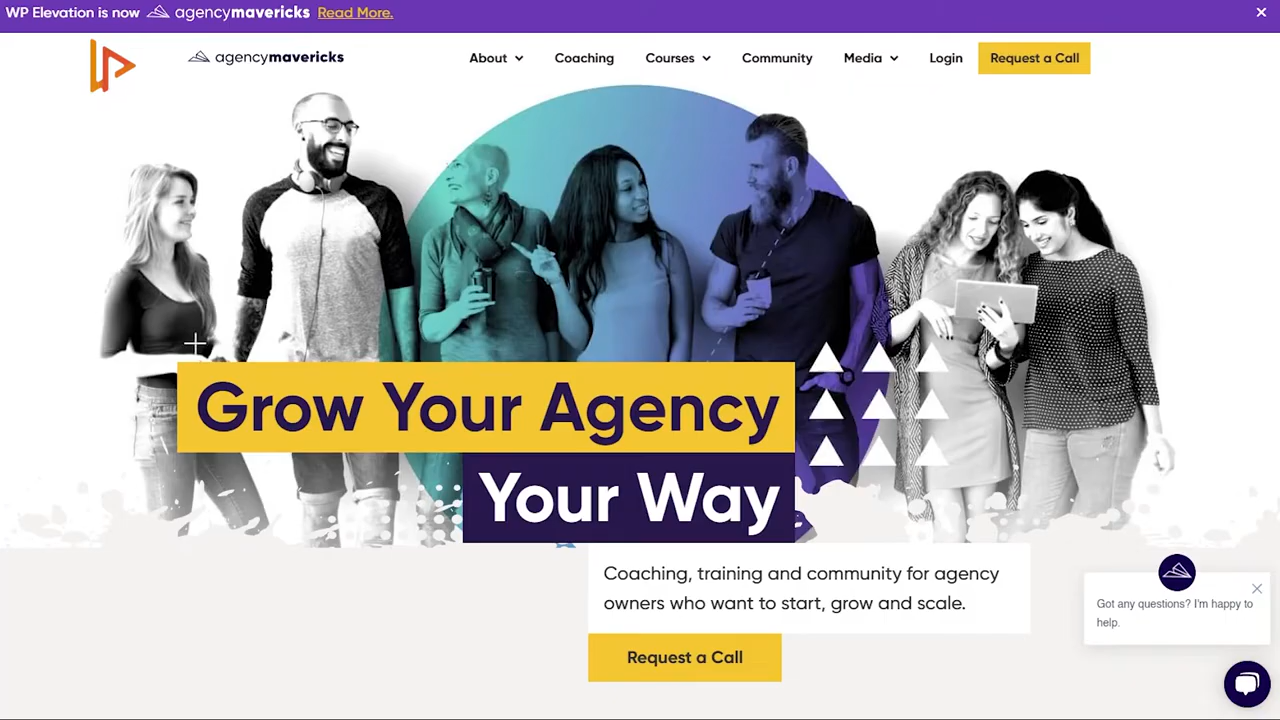 WP Elevation is now agencymavericks Read More.
agencymavericks
About
Coaching
Courses
Community
Media
Login
Request a Call
Grow Your Agency
Your Way
Coaching, training and community for agency
owners who want to start, grow and scale.
Request a Call
Got any questions? I'm happy to
help.